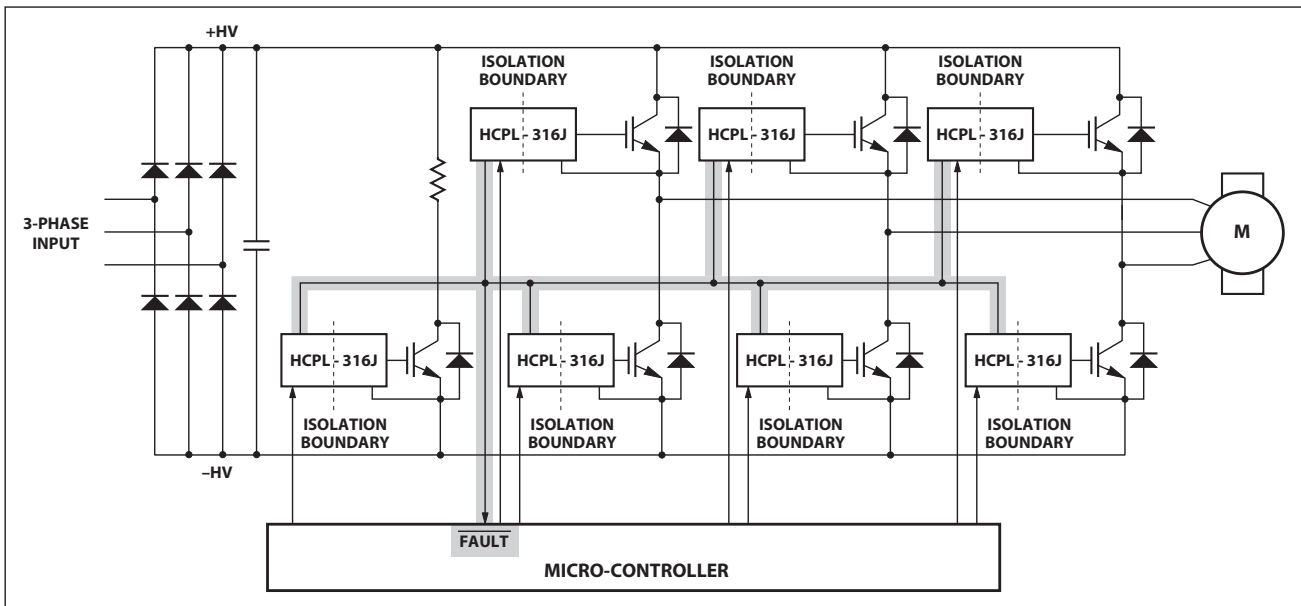 +HV
ISOLATION
BOUNDARY
ISOLATION
BOUNDARY
ISOLATION
BOUNDARY
HCPL - 316J
HCPL - 316J
HCPL - 316J
3-PHASE
INPUT
M
HCPL - 316J
HCPL - 316J
HCPL - 316J
HCPL - 316J
ISOLATION
BOUNDARY
ISOLATION
BOUNDARY
ISOLATION
BOUNDARY
ISOLATION
BOUNDARY
–HV
FAULT
MICRO-CONTROLLER